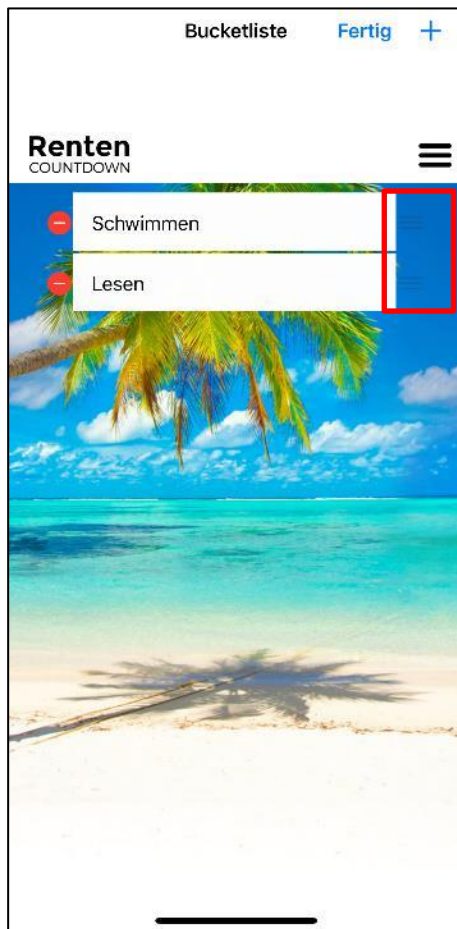 Bucketliste Fertig +
Renten
COUNTDOWN
Schwimmen
Lesen